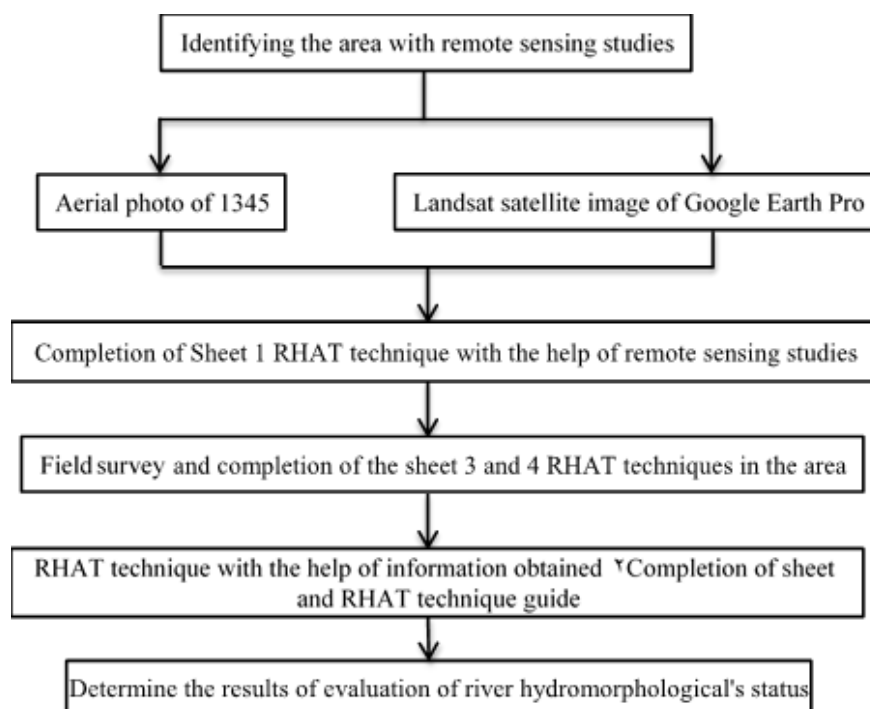 Identifying the area with remote sensing studies
Aerial photo of 1345
Landsat satellite image of Google Earth Pro
Completion of Sheet 1 RHAT technique with the help of remote sensing studies
Field survey and completion of the sheet 3 and 4 RHAT techniques in the area
RHAT technique with the help of information obtained ۲Completion of sheet
and RHAT technique guide
Determine the results of evaluation of river hydromorphological's status